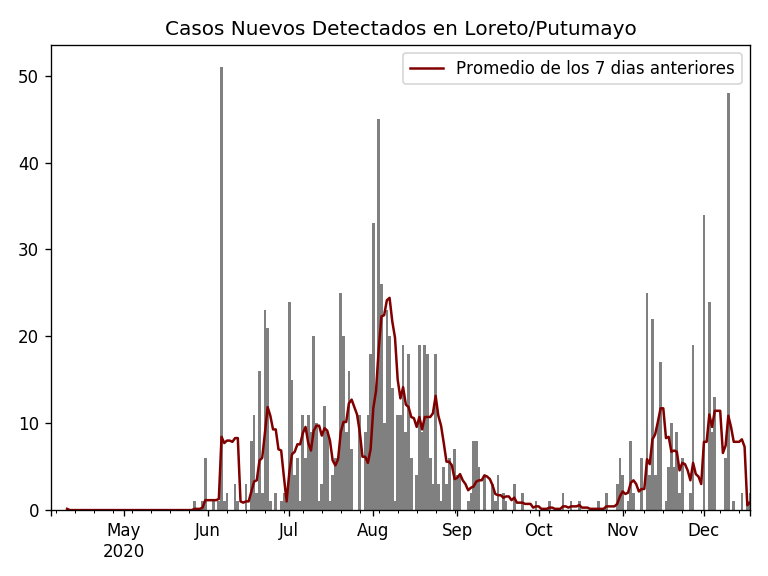 Casos Nuevos Detectados en Loreto/Putumayo
Promedio de los 7 dias anteriores
50
40
30
20
10
0
May Jun Jul Aug Sep Oct Nov Dec
2020